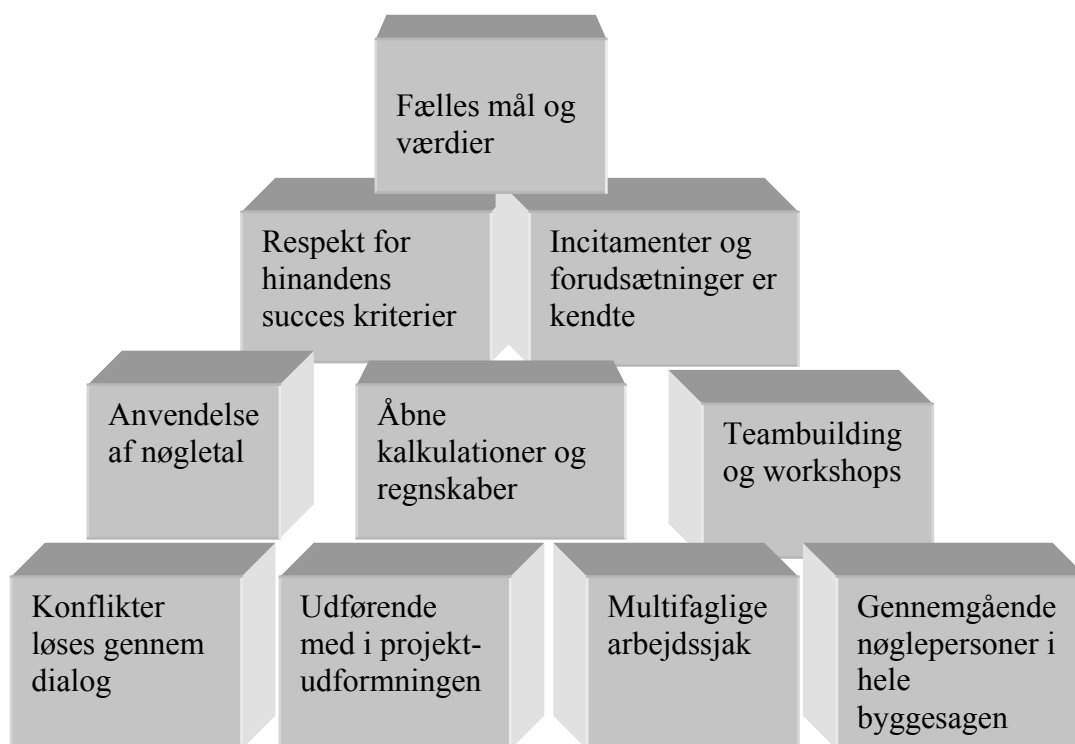 Fælles mål og
værdier
Respekt for
hinandens
succes kriterier
Incitamenter og
forudsætninger er
kendte
Anvendelse
af nøgletal
Åbne
kalkulationer og
regnskaber
Teambuilding
og workshops
Konflikter
løses gennem
dialog
Udførende
med i projekt-
udformningen
Multifaglige
arbejdssjak
Gennemgående
nøglepersoner i
hele
byggesagen